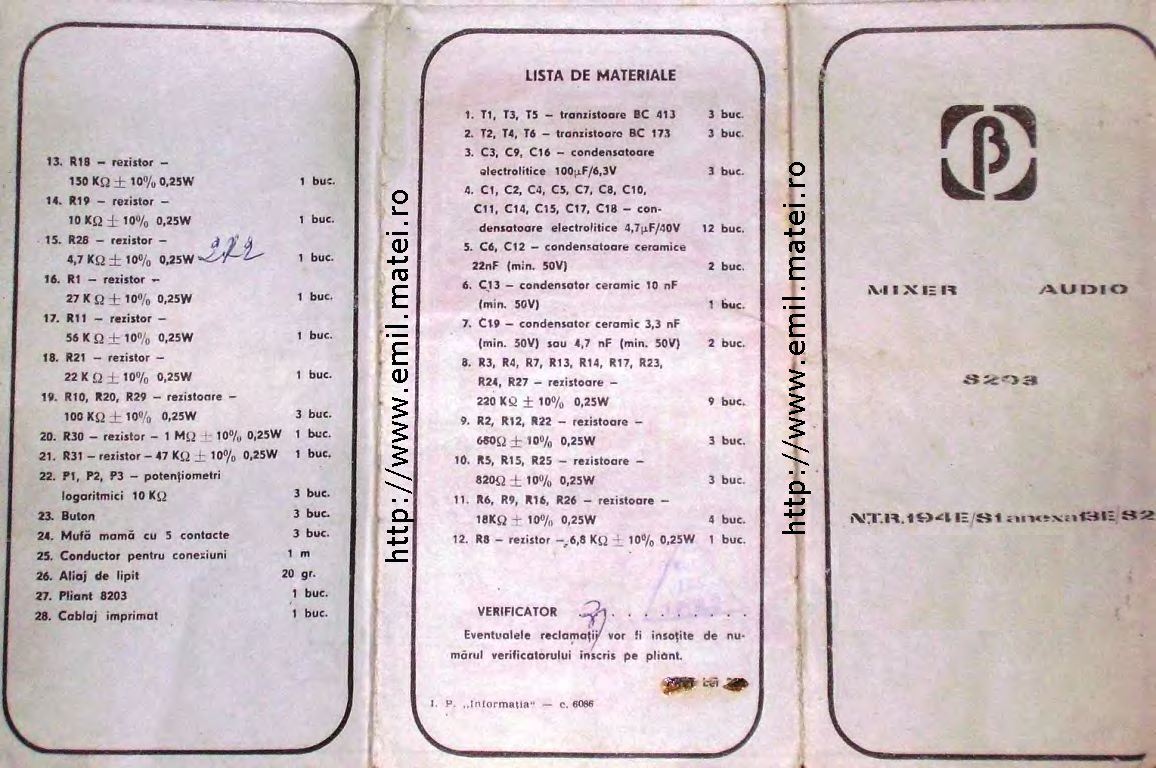 13. R18 – rezistor –
150 KΩ ± 10% 0,25W 1 buc.
14. R19 – rezistor –
10 KΩ ± 10% 0,25W 1 buc.
15. R28 – rezistor –
4,7 KΩ ± 10% 0,25W 1 buc.
16. R1 – rezistor –
27 K Ω ± 10% 0,25W 1 buc.
17. R11 – rezistor –
56 K Ω ± 10% 0,25W 1 buc.
18. R21 – rezistor –
22 K Ω ± 10% 0,25W 1 buc.
19. R10, R20, R29 – rezistoare –
100 KΩ ± 10% 0,25W 3 buc.
20. R30 – rezistor – 1 MΩ ± 10% 0,25W 1 buc.
21. R31 – rezistor – 47 KΩ ± 10% 0,25W 1 buc.
22. P1, P2, P3 – potențiometri
logaritmici 10 KΩ 3 buc.
23. Buton 3 buc.
24. Mufă mamă cu 5 contacte 3 buc.
25. Conductor pentru conexiuni 1 m
26. Aliaj de lipit 20 gr.
27. Pliant 8203 1 buc.
28. Cablaj imprimat 1 buc.
http://www.emil.matei.ro
LISTA DE MATERIALE
1. T1, T3, T5 – tranzistoare BC 413 3 buc.
2. T2, T4, T6 – tranzistoare BC 173 3 buc.
3. C3, C9, C16 – condensatoare
electrolitice 100µF/6,3V 3 buc.
4. C1, C2, C4, C5, C7, C8, C10,
C11, C14, C15, C17, C18 – con-
densatoare electrolitice 4,7µF/40V 12 buc.
5. C6, C12 – condensatoare ceramice
22nF (min. 50V) 2 buc.
6. C13 – condensator ceramic 10 nF
(min. 50V) 1 buc.
7. C19 – condensator ceramic 3,3 nF
(min. 50V) sau 4,7 nF (min. 50V) 2 buc.
8. R3, R4, R7, R13, R14, R17, R23,
R24, R27 – rezistoare –
220 KΩ ± 10% 0,25W 9 buc.
9. R2, R12, R22 – rezistoare –
680Ω ± 10% 0,25W 3 buc.
10. R5, R15, R25 – rezistoare –
820Ω ± 10% 0,25W 3 buc.
11. R6, R9, R16, R26 – rezistoare –
18KΩ ± 10% 0,25W 4 buc.
12. R8 – rezistor – 6,8 KΩ ± 10% 0,25W 1 buc.
VERIFICATOR . . . . . . . . . .
Eventualele reclamații vor fi însoțite de nu-
mărul verificatorului înscris pe pliant.
I. P. „Informația“ — c. 6086
http://www.emil.matei.ro
β
MIXER AUDIO
8203
N.T.R.194E/81anexa13E/82